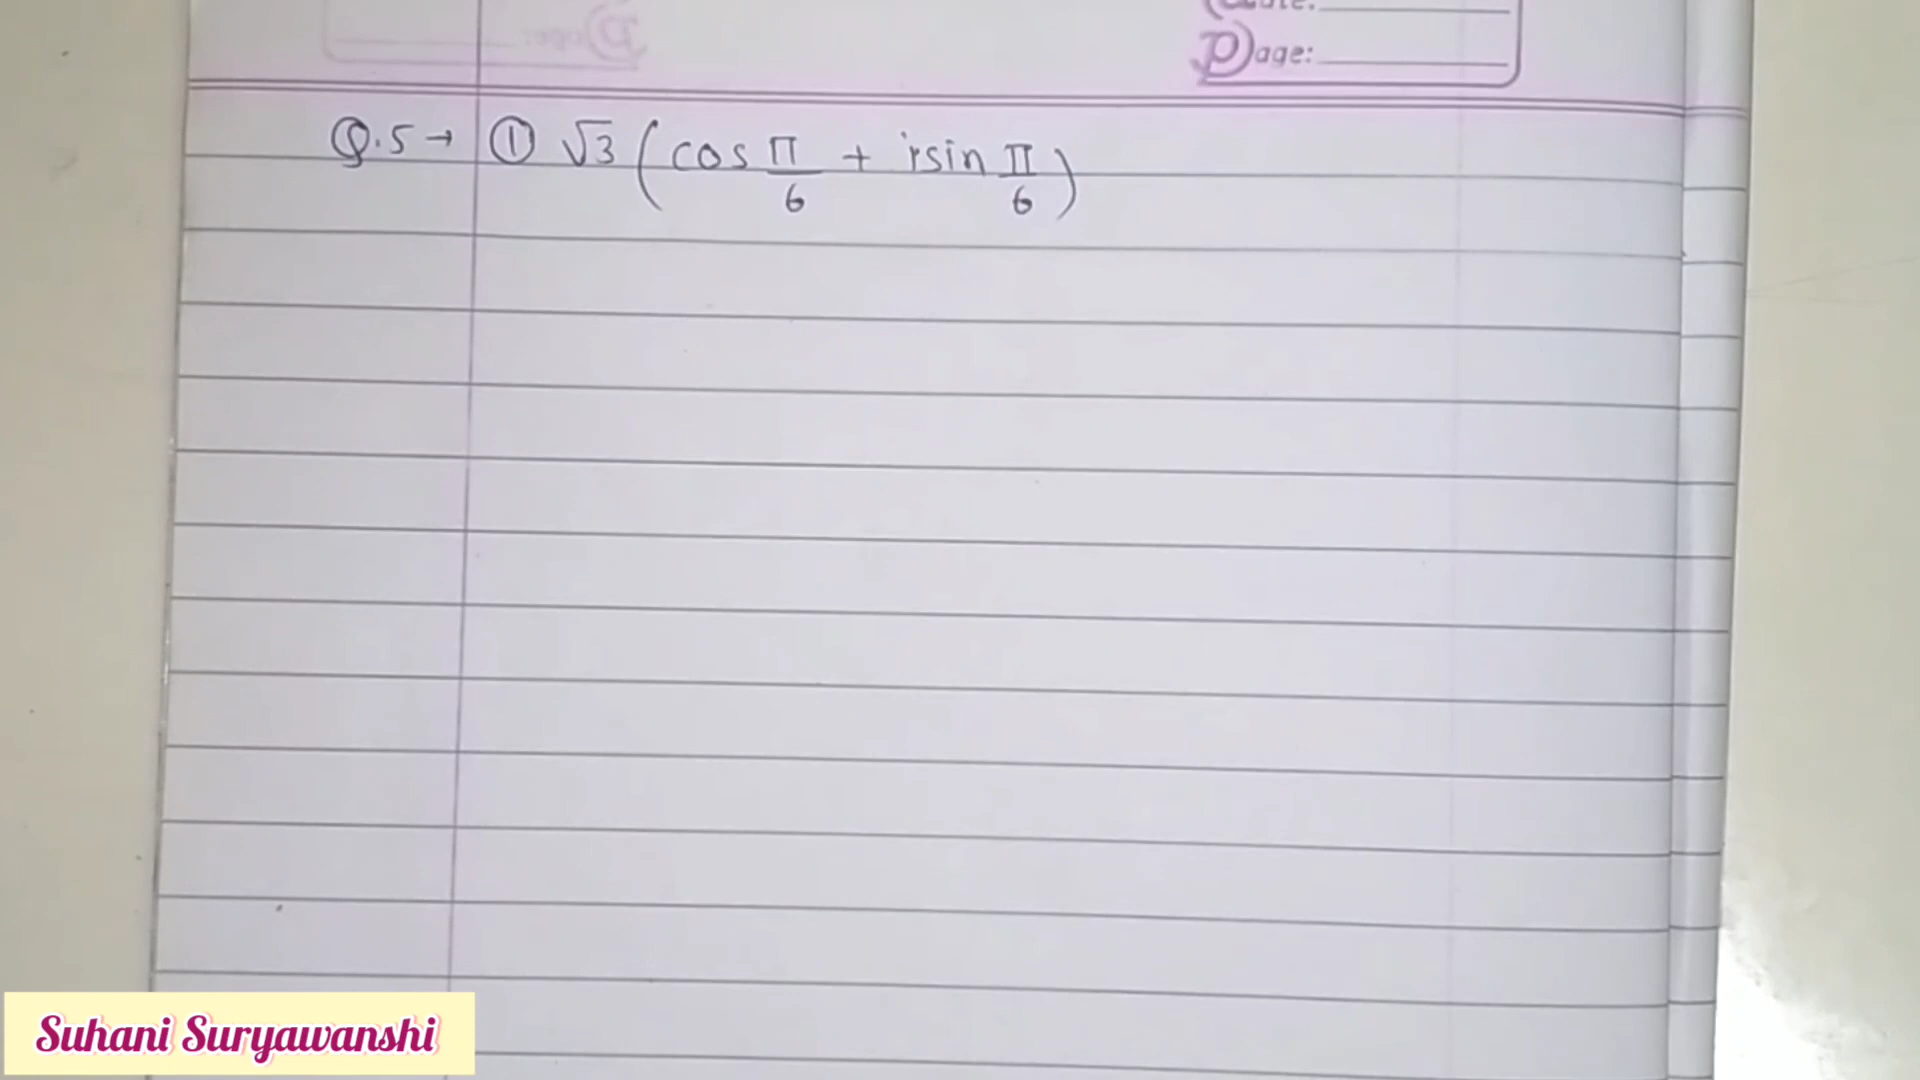 Page:
Q.5 → ① √3 (cos π/6 + isin π/6)
Suhani Suryawanshi